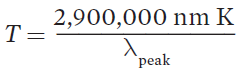 T = 2,900,000 nm K / λ_peak